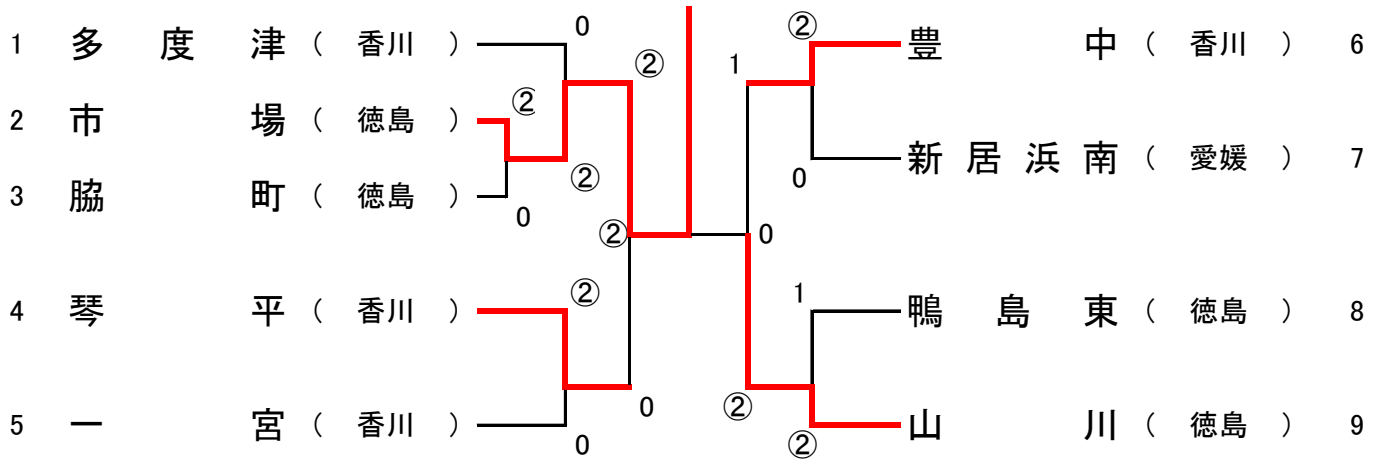 1 多度津 ( 香川 ) 0
2 市場 ( 徳島 ) ②
3 脇町 ( 徳島 ) 0
②
②
4 琴平 ( 香川 ) ②
5 一宮 ( 香川 ) 0
0
②
0
② 豊中 ( 香川 ) 6
0 新居浜南 ( 愛媛 ) 7
1
1 鴨島東 ( 徳島 ) 8
② 山川 ( 徳島 ) 9
②